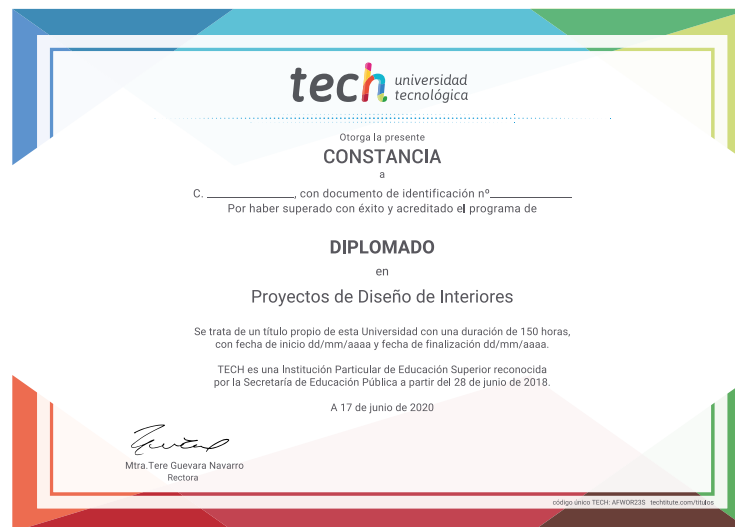 tech universidad
tecnológica
Otorga la presente
CONSTANCIA
a
C. ______________, con documento de identificación nº_____________
Por haber superado con éxito y acreditado el programa de
DIPLOMADO
en
Proyectos de Diseño de Interiores
Se trata de un título propio de esta Universidad con una duración de 150 horas,
con fecha de inicio dd/mm/aaaa y fecha de finalización dd/mm/aaaa.
TECH es una Institución Particular de Educación Superior reconocida
por la Secretaría de Educación Pública a partir del 28 de junio de 2018.
A 17 de junio de 2020
Mtra.Tere Guevara Navarro
Rectora
código único TECH: AFWOR23S techtitute.com/titulos